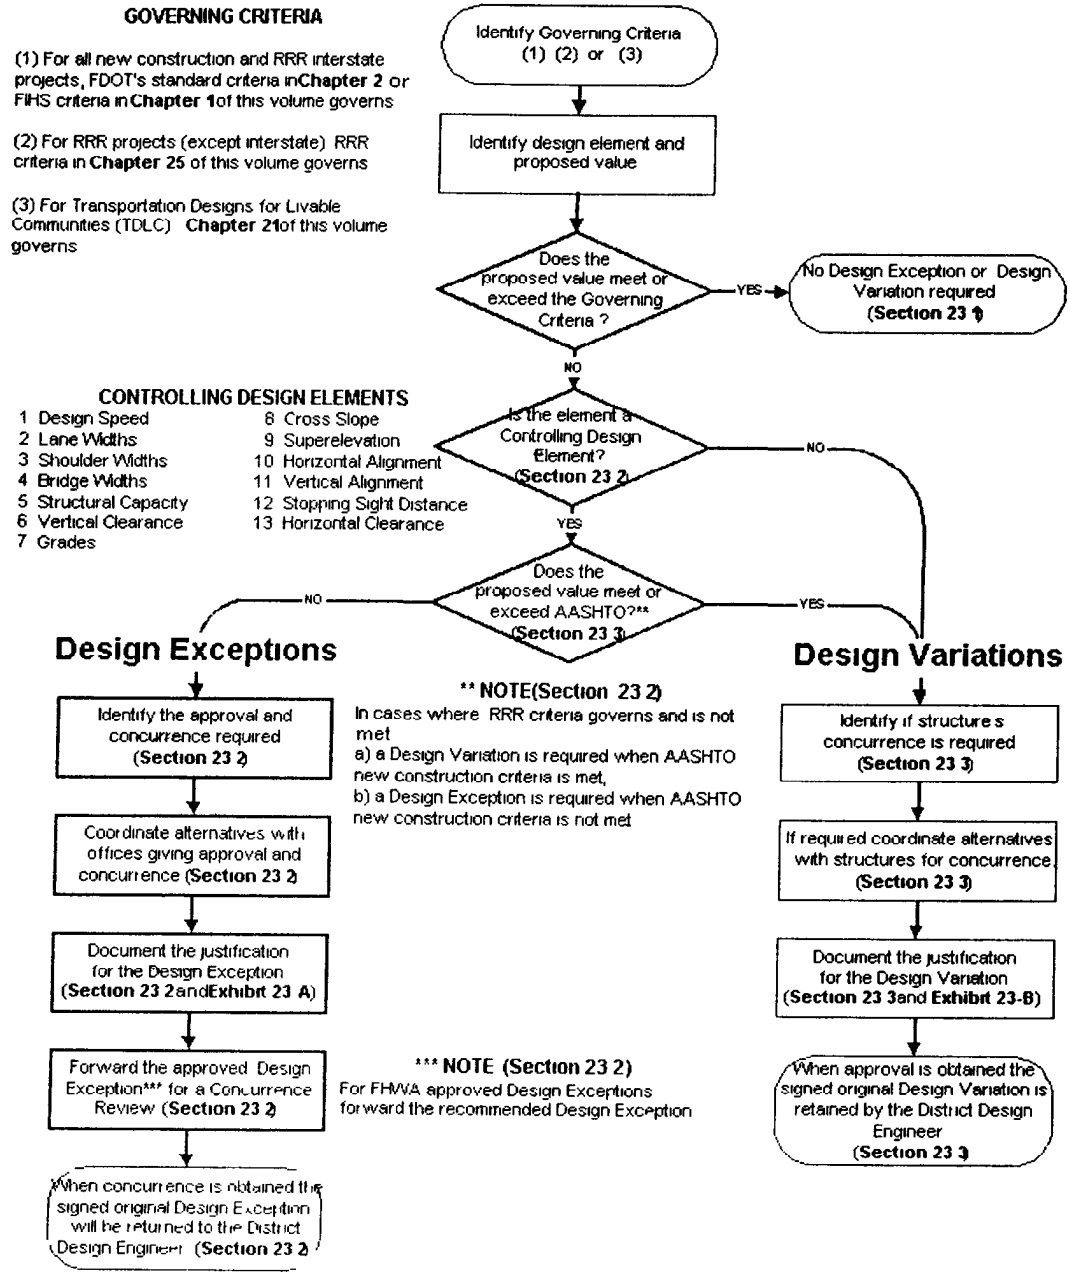 GOVERNING CRITERIA
(1) For all new construction and RRR interstate
projects, FDOT's standard criteria in Chapter 2 or
FIHS criteria in Chapter 1 of this volume governs
(2) For RRR projects (except interstate) RRR
criteria in Chapter 25 of this volume governs
(3) For Transportation Designs for Livable
Communities (TDLC) Chapter 21 of this volume
governs
Identify Governing Criteria
(1) (2) or (3)
Identify design element and
proposed value
Does the
proposed value meet or
exceed the Governing
Criteria ?
YES
No Design Exception or Design
Variation required
(Section 23 1)
NO
CONTROLLING DESIGN ELEMENTS
1 Design Speed
2 Lane Widths
3 Shoulder Widths
4 Bridge Widths
5 Structural Capacity
6 Vertical Clearance
7 Grades
8 Cross Slope
9 Superelevation
10 Horizontal Alignment
11 Vertical Alignment
12 Stopping Sight Distance
13 Horizontal Clearance
Is the element a
Controlling Design
Element?
(Section 23 2)
NO
YES
Does the
proposed value meet or
exceed AASHTO?**
(Section 23 3)
NO
YES
Design Exceptions
Identify the approval and
concurrence required
(Section 23 2)
Coordinate alternatives with
offices giving approval and
concurrence (Section 23 2)
Document the justification
for the Design Exception
(Section 23 2 and Exhibit 23 A)
Forward the approved Design
Exception*** for a Concurrence
Review (Section 23 2)
When concurrence is obtained the
signed original Design Exception
will be returned to the District
Design Engineer (Section 23 2)
** NOTE(Section 23 2)
In cases where RRR criteria governs and is not
met
a) a Design Variation is required when AASHTO
new construction criteria is met,
b) a Design Exception is required when AASHTO
new construction criteria is not met
*** NOTE (Section 23 2)
For FHWA approved Design Exceptions
forward the recommended Design Exception
Design Variations
Identify if structures
concurrence is required
(Section 23 3)
If required coordinate alternatives
with structures for concurrence
(Section 23 3)
Document the justification
for the Design Variation
(Section 23 3 and Exhibit 23-B)
When approval is obtained the
signed original Design Variation is
retained by the District Design
Engineer
(Section 23 3)